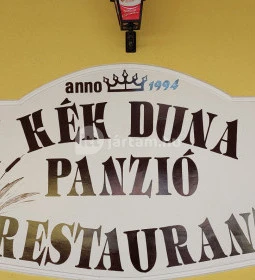 anno 1994
KÉK DUNA
PANZIÓ
RESTAURAN